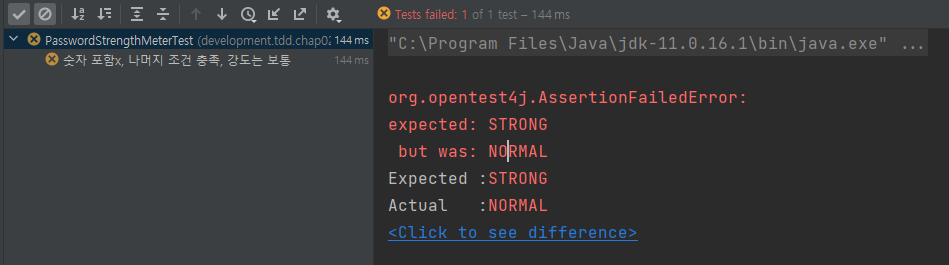 Tests failed: 1 of 1 test – 144 ms
PasswordStrengthMeterTest (development.tdd.chap02 144 ms
숫자 포함x, 나머지 조건 충족, 강도는 보통 144 ms
"C:\Program Files\Java\jdk-11.0.16.1\bin\java.exe" ...
org.opentest4j.AssertionFailedError:
expected: STRONG
but was: NORMAL
Expected :STRONG
Actual :NORMAL
<Click to see difference>